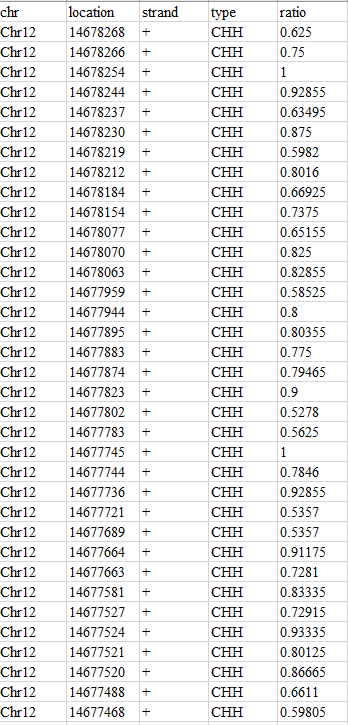 chr location strand type ratio
Chr12 14678268 + CHH 0.625
Chr12 14678266 + CHH 0.75
Chr12 14678254 + CHH 1
Chr12 14678244 + CHH 0.92855
Chr12 14678237 + CHH 0.63495
Chr12 14678230 + CHH 0.875
Chr12 14678219 + CHH 0.5982
Chr12 14678212 + CHH 0.8016
Chr12 14678184 + CHH 0.66925
Chr12 14678154 + CHH 0.7375
Chr12 14678077 + CHH 0.65155
Chr12 14678070 + CHH 0.825
Chr12 14678063 + CHH 0.82855
Chr12 14677959 + CHH 0.58525
Chr12 14677944 + CHH 0.8
Chr12 14677895 + CHH 0.80355
Chr12 14677883 + CHH 0.775
Chr12 14677874 + CHH 0.79465
Chr12 14677823 + CHH 0.9
Chr12 14677802 + CHH 0.5278
Chr12 14677783 + CHH 0.5625
Chr12 14677745 + CHH 1
Chr12 14677744 + CHH 0.7846
Chr12 14677736 + CHH 0.92855
Chr12 14677721 + CHH 0.5357
Chr12 14677689 + CHH 0.5357
Chr12 14677664 + CHH 0.91175
Chr12 14677663 + CHH 0.7281
Chr12 14677581 + CHH 0.83335
Chr12 14677527 + CHH 0.72915
Chr12 14677524 + CHH 0.93335
Chr12 14677521 + CHH 0.80125
Chr12 14677520 + CHH 0.86665
Chr12 14677488 + CHH 0.6611
Chr12 14677468 + CHH 0.59805